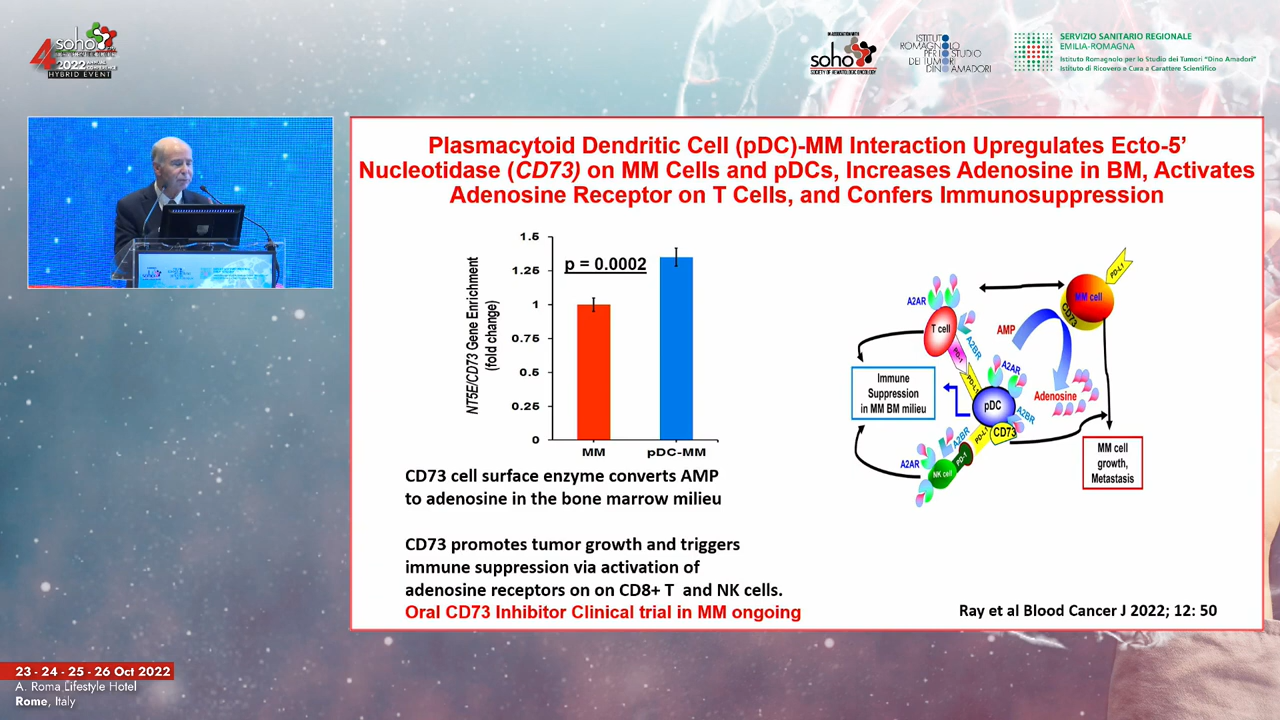 4 soho
2022 ANNUAL
CONFERENCE
HYBRID EVENT
IN ASSOCIATION WITH
soho
SOCIETY OF HEMATOLOGIC ONCOLOGY
ISTITUTO
ROMAGNOLO
PER LO STUDIO
DEI TUMORI
DINO AMADORI
SERVIZIO SANITARIO REGIONALE
EMILIA-ROMAGNA
Istituto Romagnolo per lo Studio dei Tumori "Dino Amadori"
Istituto di Ricovero e Cura a Carattere Scientifico
Plasmacytoid Dendritic Cell (pDC)-MM Interaction Upregulates Ecto-5'
Nucleotidase (CD73) on MM Cells and pDCs, Increases Adenosine in BM, Activates
Adenosine Receptor on T Cells, and Confers Immunosuppression
NT5E/CD73 Gene Enrichment
(fold change)
1.5
1.25
1
0.75
0.5
0.25
0
p = 0.0002
MM
pDC-MM
A2AR
T cell
A2BR
PD-1
PD-L1
MM cell
CD73
PD-L1
AMP
Adenosine
A2AR
pDC
A2BR
CD73
PD-L1
PD-1
A2BR
A2AR
NK cell
Immune
Suppression
in MM BM milieu
MM cell
growth,
Metastasis
CD73 cell surface enzyme converts AMP
to adenosine in the bone marrow milieu
CD73 promotes tumor growth and triggers
immune suppression via activation of
adenosine receptors on on CD8+ T and NK cells.
Oral CD73 Inhibitor Clinical trial in MM ongoing
Ray et al Blood Cancer J 2022; 12: 50
23 - 24 - 25 - 26 Oct 2022
A. Roma Lifestyle Hotel
Rome, Italy